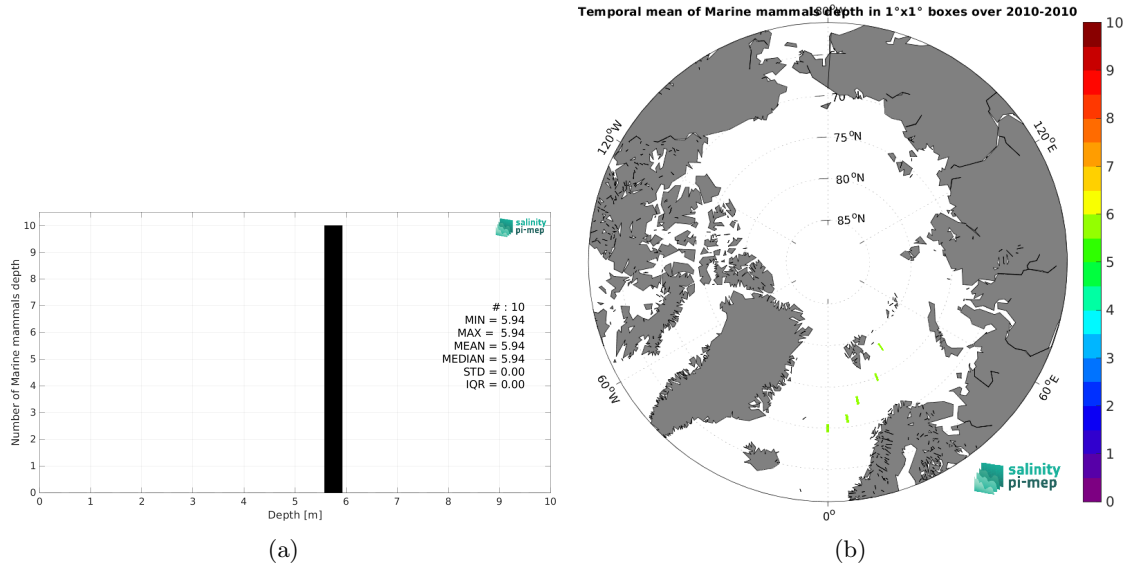 10
9
8
7
6
5
4
3
2
1
0
Number of Marine mammals depth
salinity
pi-mep
# : 10
MIN = 5.94
MAX = 5.94
MEAN = 5.94
MEDIAN = 5.94
STD = 0.00
IQR = 0.00
0 1 2 3 4 5 6 7 8 9 10
Depth [m]
(a)
Temporal mean of Marine mammals depth in 1°x1° boxes over 2010-2010
180°W
120°W
120°E
75°N
80°N
85°N
60°W
60°E
0°
salinity
pi-mep
10
9
8
7
6
5
4
3
2
1
0
(b)